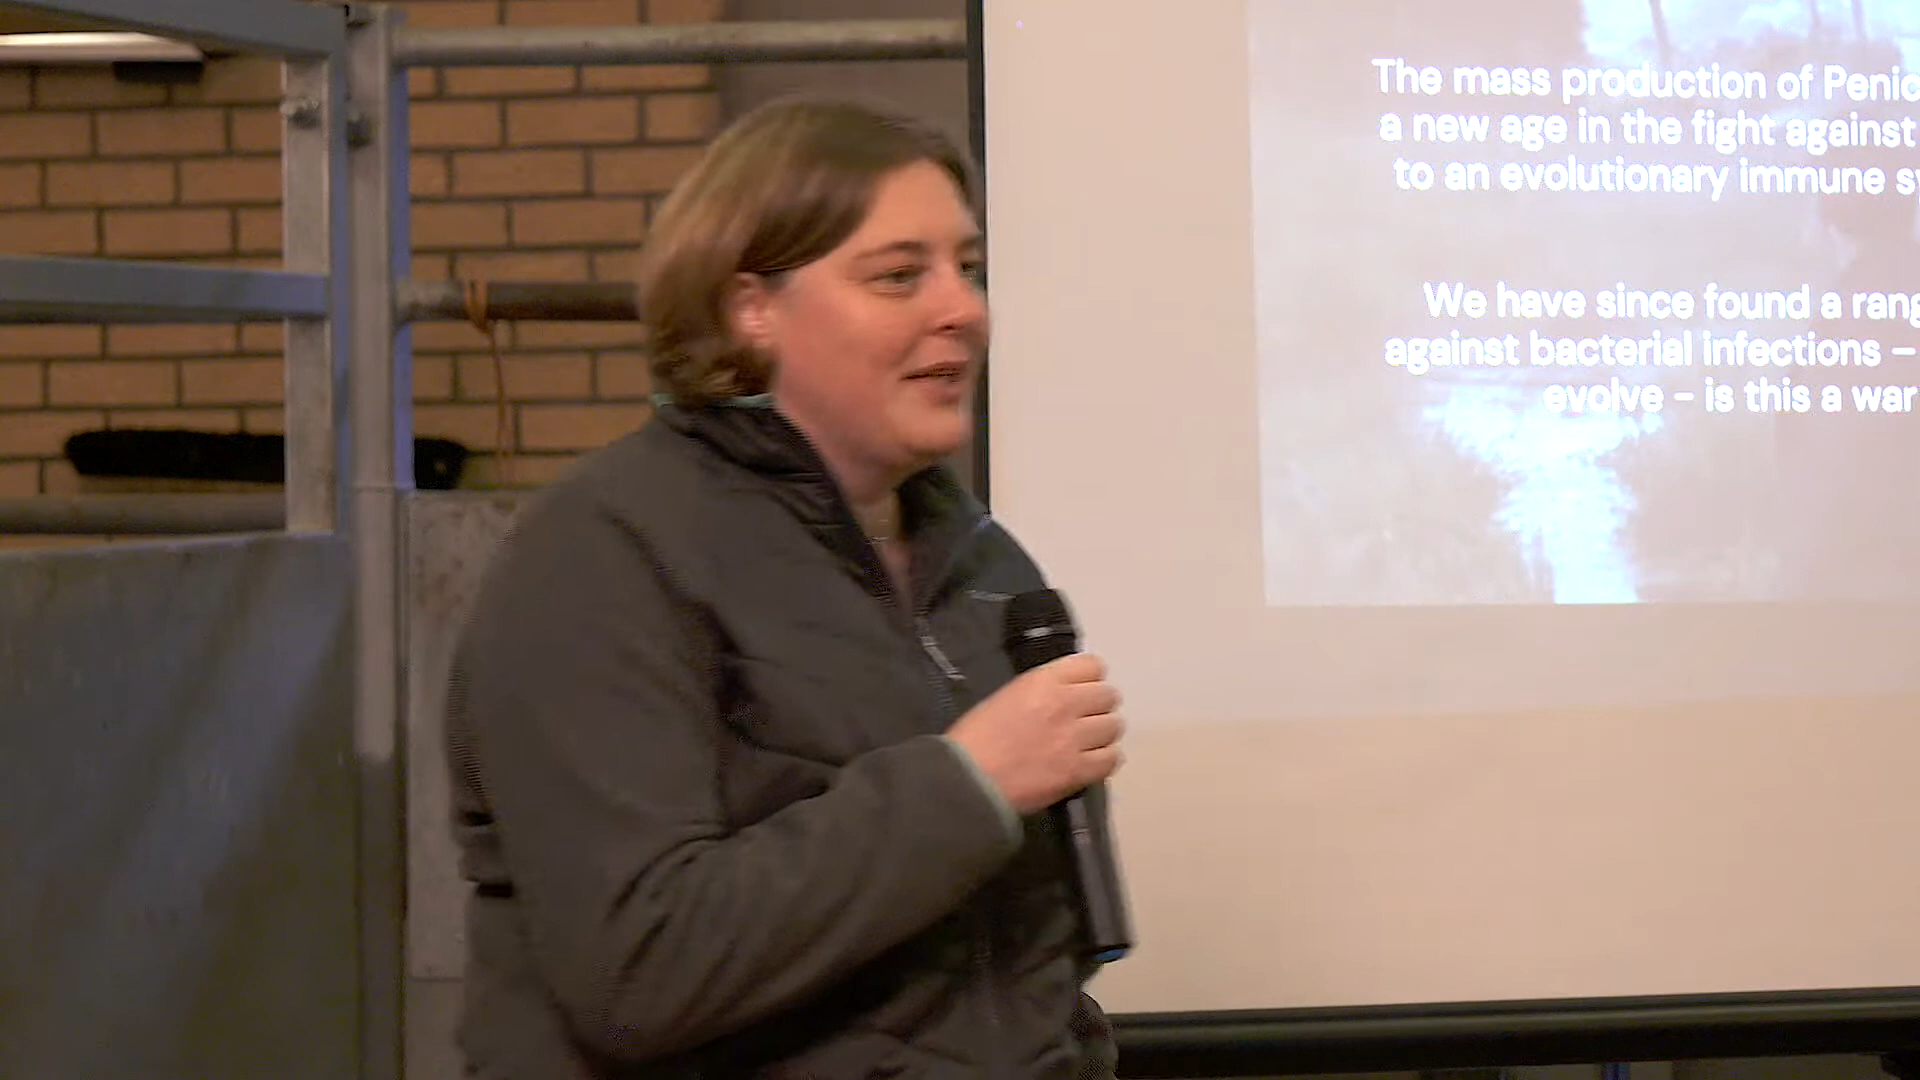 The mass production of Penic
a new age in the fight against
to an evolutionary immune sy
We have since found a rang
against bacterial infections –
evolve – is this a war